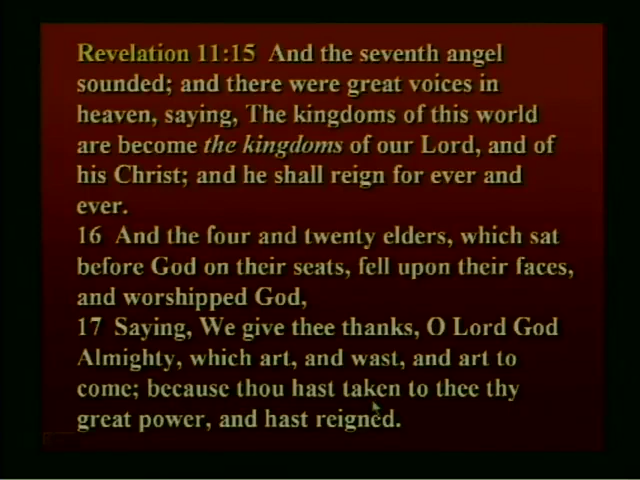 Revelation 11:15 And the seventh angel
sounded; and there were great voices in
heaven, saying, The kingdoms of this world
are become the kingdoms of our Lord, and of
his Christ; and he shall reign for ever and
ever.
16 And the four and twenty elders, which sat
before God on their seats, fell upon their faces,
and worshipped God,
17 Saying, We give thee thanks, O Lord God
Almighty, which art, and wast, and art to
come; because thou hast taken to thee thy
great power, and hast reigned.